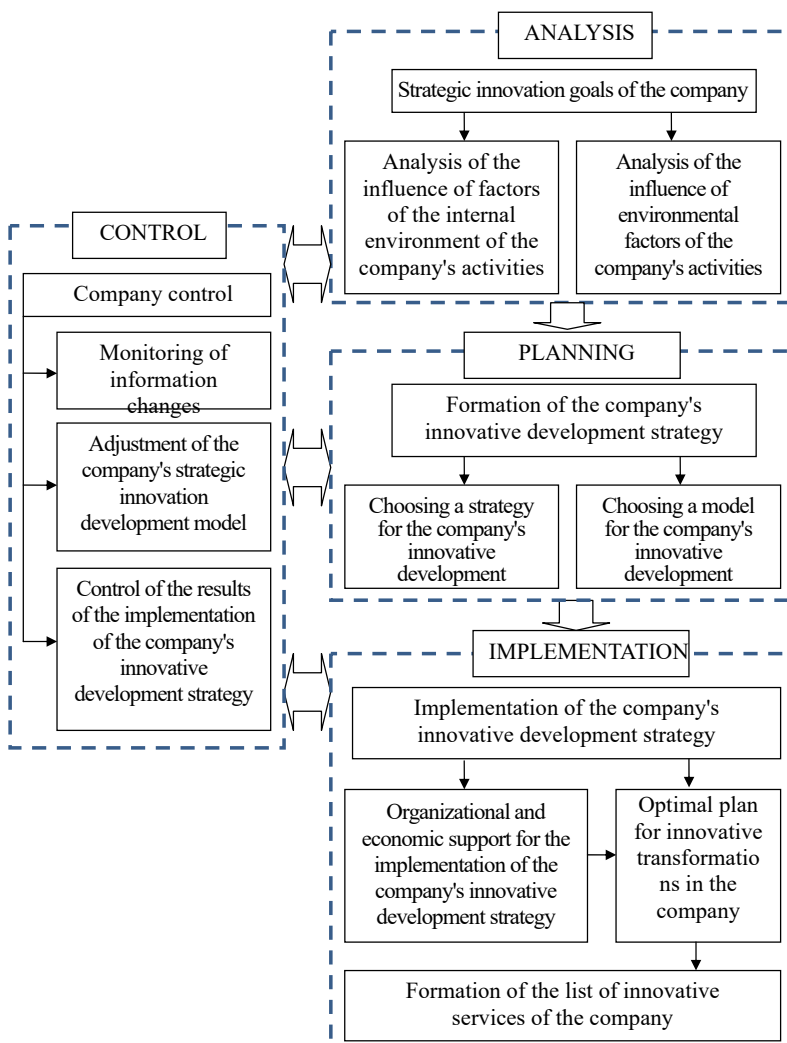 ANALYSIS
Strategic innovation goals of the company
Analysis of the
influence of factors
of the internal
environment of the
company's activities
Analysis of the
influence of
environmental
factors of the
company's activities
CONTROL
Company control
Monitoring of
information
changes
Adjustment of the
company's strategic
innovation
development model
Control of the results
of the implementation
of the company's
innovative
development strategy
PLANNING
Formation of the company's
innovative development strategy
Choosing a strategy
for the company's
innovative
development
Choosing a model
for the company's
innovative
development
IMPLEMENTATION
Implementation of the company's
innovative development strategy
Organizational and
economic support for the
implementation of the
company's innovative
development strategy
Optimal plan
for innovative
transformatio
ns in the
company
Formation of the list of innovative
services of the company